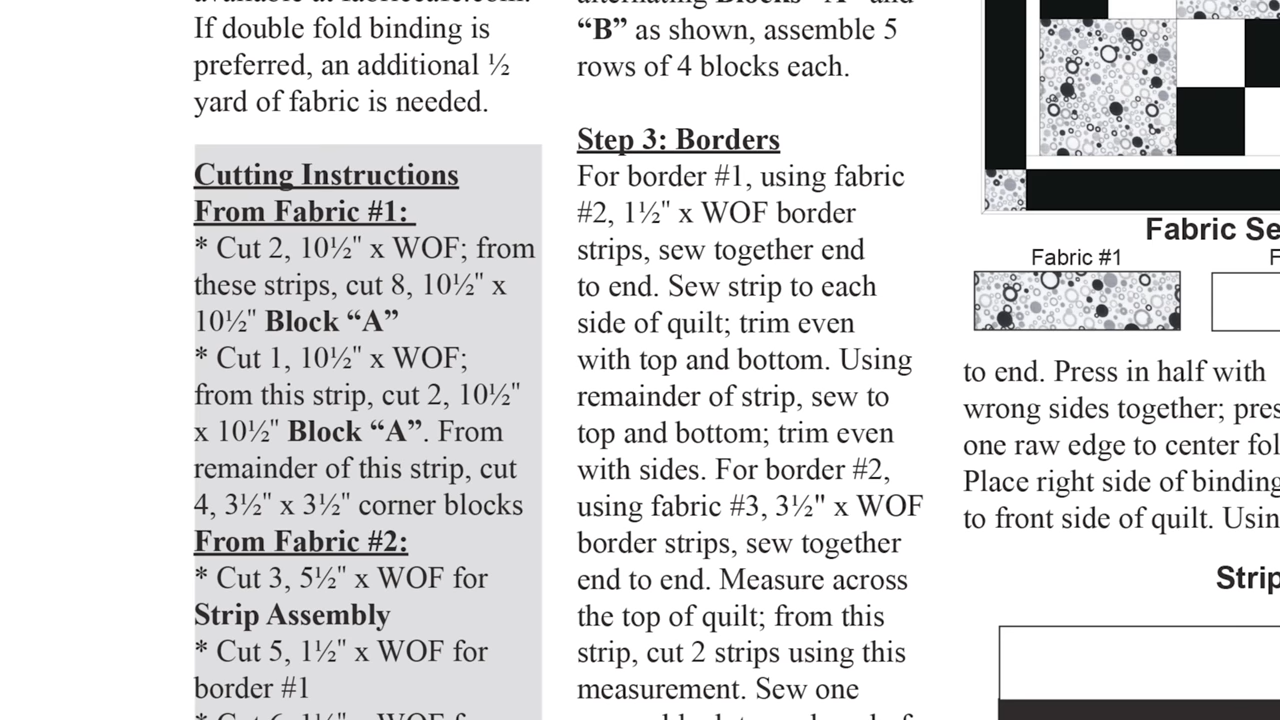 available at fabriccafe.com.
If double fold binding is
preferred, an additional ½
yard of fabric is needed.
Cutting Instructions
From Fabric #1:
* Cut 2, 10½" x WOF; from
these strips, cut 8, 10½" x
10½" Block “A”
* Cut 1, 10½" x WOF;
from this strip, cut 2, 10½"
x 10½" Block “A”. From
remainder of this strip, cut
4, 3½" x 3½" corner blocks
From Fabric #2:
* Cut 3, 5½" x WOF for
Strip Assembly
* Cut 5, 1½" x WOF for
border #1
alternating Blocks “A” and
“B” as shown, assemble 5
rows of 4 blocks each.
Step 3: Borders
For border #1, using fabric
#2, 1½" x WOF border
strips, sew together end
to end. Sew strip to each
side of quilt; trim even
with top and bottom. Using
remainder of strip, sew to
top and bottom; trim even
with sides. For border #2,
using fabric #3, 3½" x WOF
border strips, sew together
end to end. Measure across
the top of quilt; from this
strip, cut 2 strips using this
measurement. Sew one
Fabric Se
Fabric #1
F
to end. Press in half with
wrong sides together; pres
one raw edge to center fol
Place right side of binding
to front side of quilt. Usin
Strip